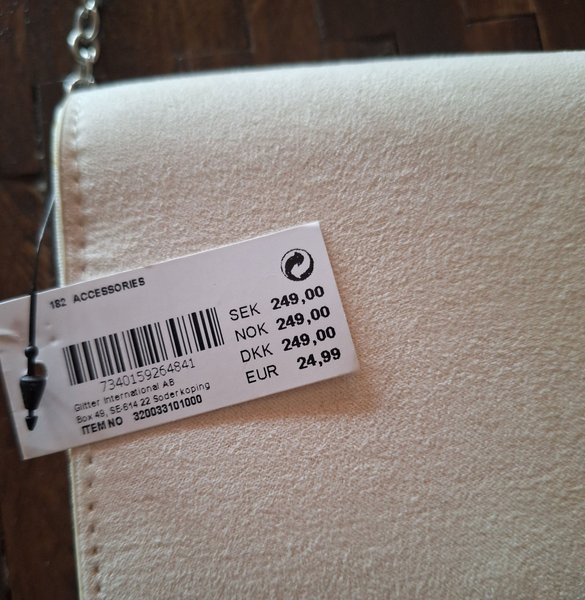 182 ACCESSORIES
7340159264841
Glitter International AB
Box 49, SE-614 22 Soderkoping
ITEM NO 320033101000
SEK 249,00
NOK 249,00
DKK 249,00
EUR 24,99